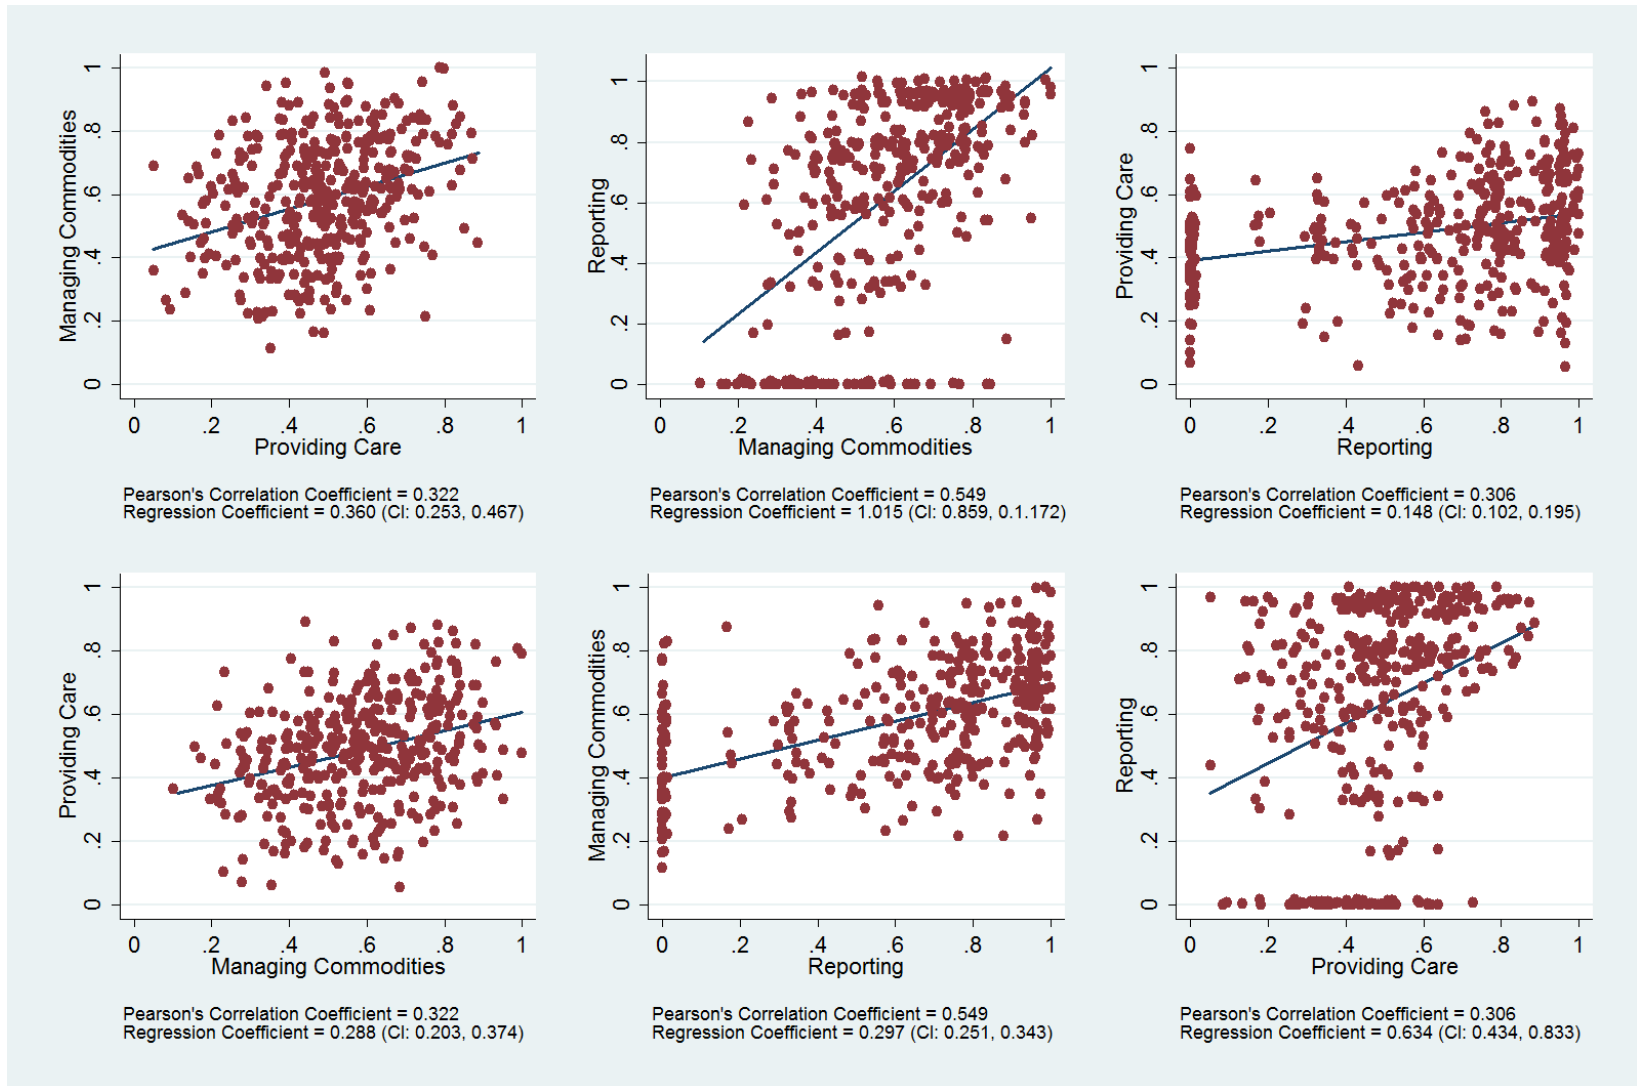 1
.8
.6
.4
.2
0
Managing Commodities
0 .2 .4 .6 .8 1
Providing Care
Pearson's Correlation Coefficient = 0.322
Regression Coefficient = 0.360 (CI: 0.253, 0.467)
1
.8
.6
.4
.2
0
Reporting
0 .2 .4 .6 .8 1
Managing Commodities
Pearson's Correlation Coefficient = 0.549
Regression Coefficient = 1.015 (CI: 0.859, 0.1.172)
1
.8
.6
.4
.2
0
Providing Care
0 .2 .4 .6 .8 1
Reporting
Pearson's Correlation Coefficient = 0.306
Regression Coefficient = 0.148 (CI: 0.102, 0.195)
1
.8
.6
.4
.2
0
Providing Care
0 .2 .4 .6 .8 1
Managing Commodities
Pearson's Correlation Coefficient = 0.322
Regression Coefficient = 0.288 (CI: 0.203, 0.374)
1
.8
.6
.4
.2
0
Managing Commodities
0 .2 .4 .6 .8 1
Reporting
Pearson's Correlation Coefficient = 0.549
Regression Coefficient = 0.297 (CI: 0.251, 0.343)
1
.8
.6
.4
.2
0
Reporting
0 .2 .4 .6 .8 1
Providing Care
Pearson's Correlation Coefficient = 0.306
Regression Coefficient = 0.634 (CI: 0.434, 0.833)